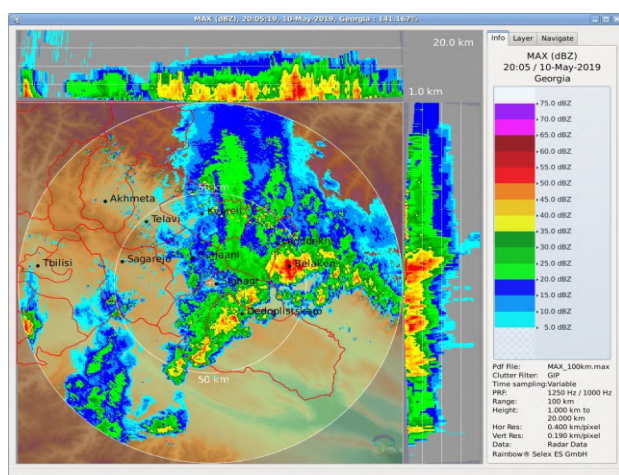 MAX (dBZ), 20:05:19, 10-May-2019, Georgia : 141.167%
20.0 km
1.0 km
Info
Layer
Navigate
MAX (dBZ)
20:05 / 10-May-2019
Georgia
75.0 dBZ
70.0 dBZ
65.0 dBZ
60.0 dBZ
55.0 dBZ
50.0 dBZ
45.0 dBZ
40.0 dBZ
35.0 dBZ
30.0 dBZ
25.0 dBZ
20.0 dBZ
15.0 dBZ
10.0 dBZ
5.0 dBZ
50 km
Akhmeta
Telavi
Tbilisi
Sagarejo
Belakeni
50 km
Pdf File: MAX_100km.max
Clutter Filter: GIP
Time sampling: Variable
PRF: 1250 Hz / 1000 Hz
Range: 100 km
Height: 1.000 km to
20.000 km
Hor Res: 0.400 km/pixel
Vert Res: 0.190 km/pixel
Data: Radar Data
Rainbow® Selex ES GmbH